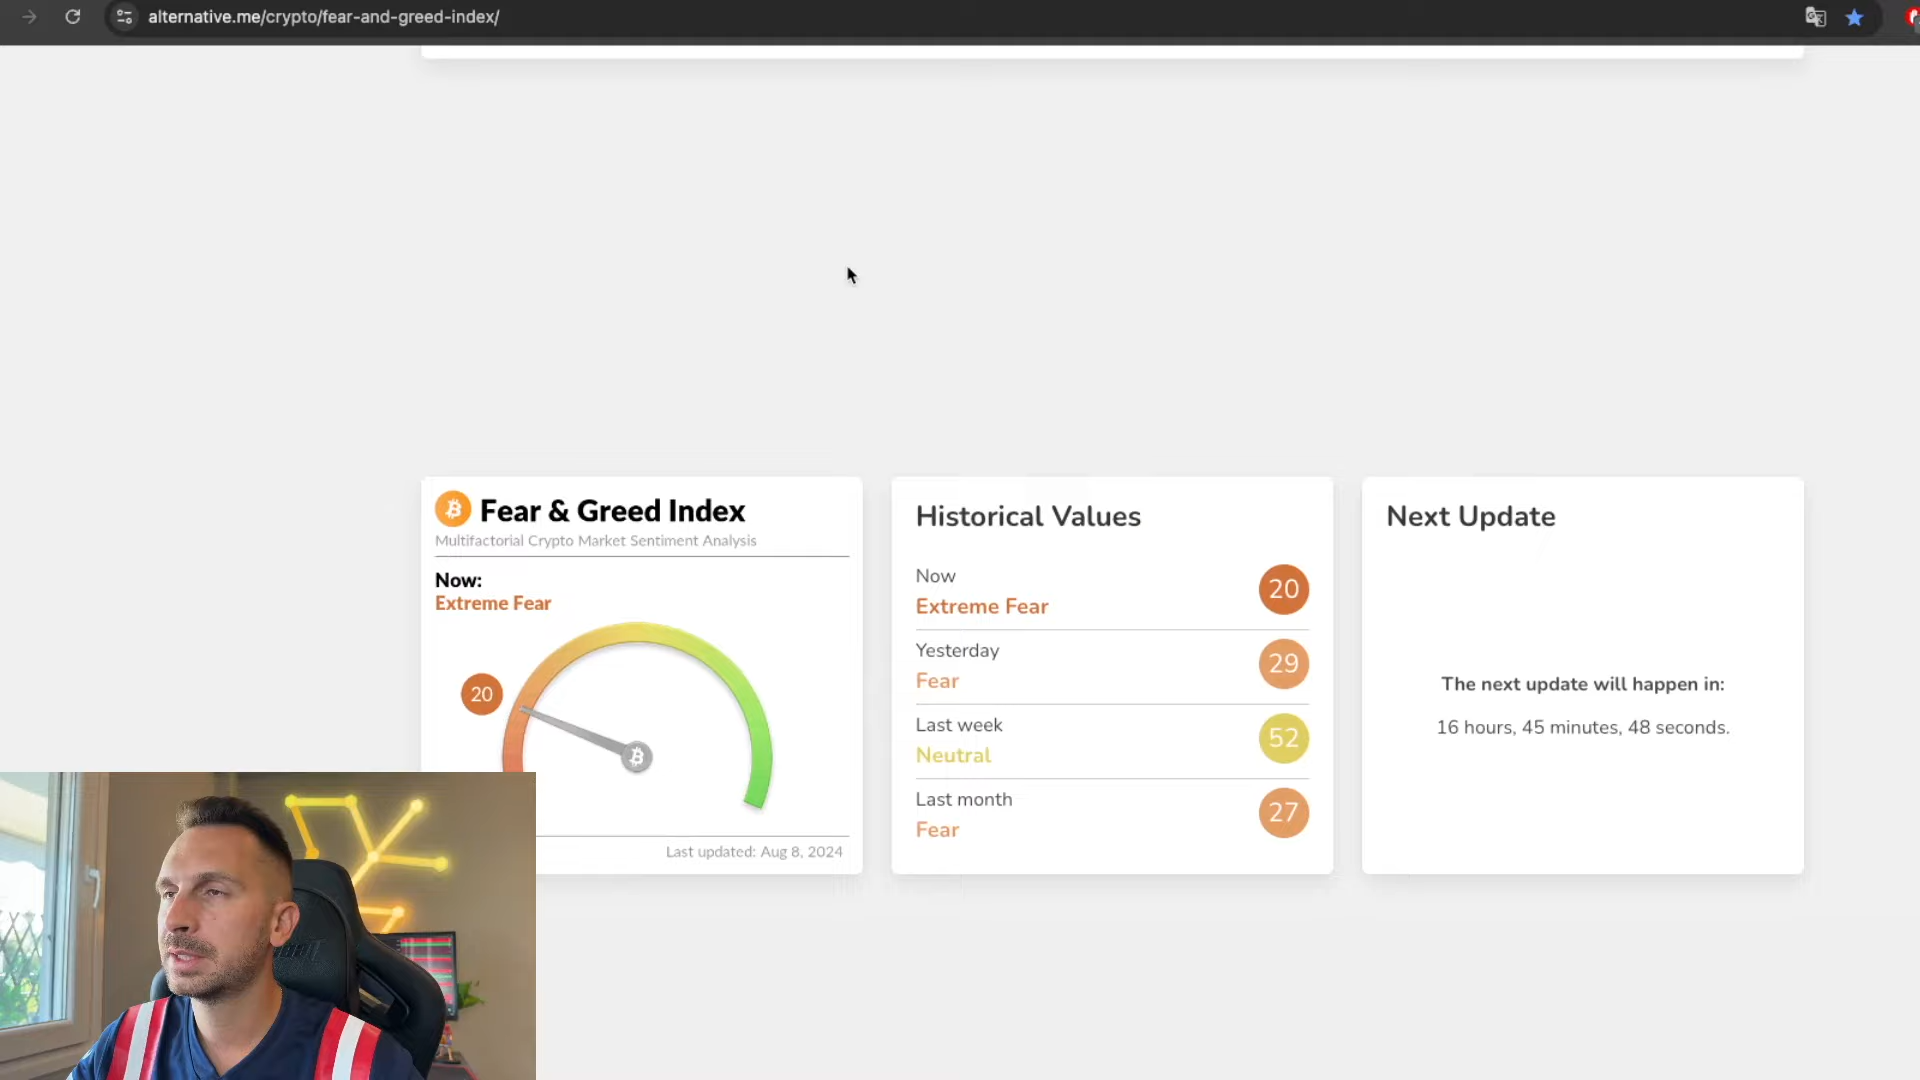 alternative.me/crypto/fear-and-greed-index/
Fear & Greed Index
Multifactorial Crypto Market Sentiment Analysis
Now:
Extreme Fear
20
Last updated: Aug 8, 2024
Historical Values
Now
Extreme Fear
20
Yesterday
Fear
29
Last week
Neutral
52
Last month
Fear
27
Next Update
The next update will happen in:
16 hours, 45 minutes, 48 seconds.